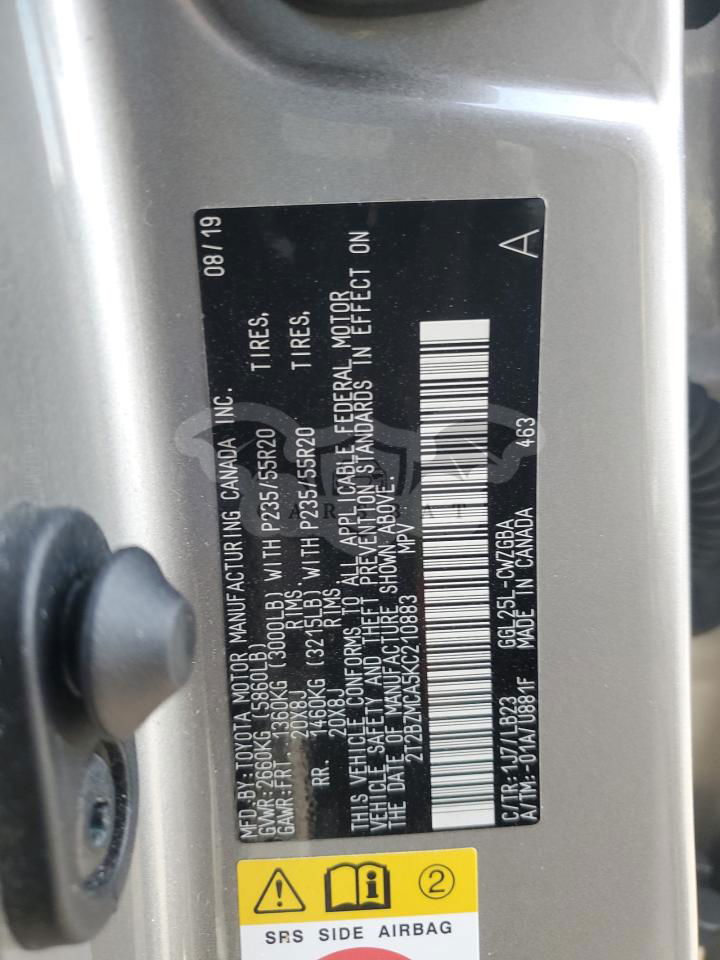 MFD.BY:TOYOTA MOTOR MANUFACTURING CANADA INC. 08/19
GVWR:2660KG (5860LB)
GAWR:FRT. 1360KG (3000LB) WITH P235/55R20 TIRES,
20X8J RIMS
RR. 1460KG (3215LB) WITH P235/55R20 TIRES,
20X8J RIMS
THIS VEHICLE CONFORMS TO ALL APPLICABLE FEDERAL MOTOR
VEHICLE SAFETY AND THEFT PREVENTION STANDARDS IN EFFECT ON
THE DATE OF MANUFACTURE SHOWN ABOVE.
2T2BZMCA5KC210883 MPV
C/TR:1J7/LB23 GGL25L-CWZGBA
A/TM:-01A/U881F MADE IN CANADA 463 A
CARSBAT
2
SRS SIDE AIRBAG